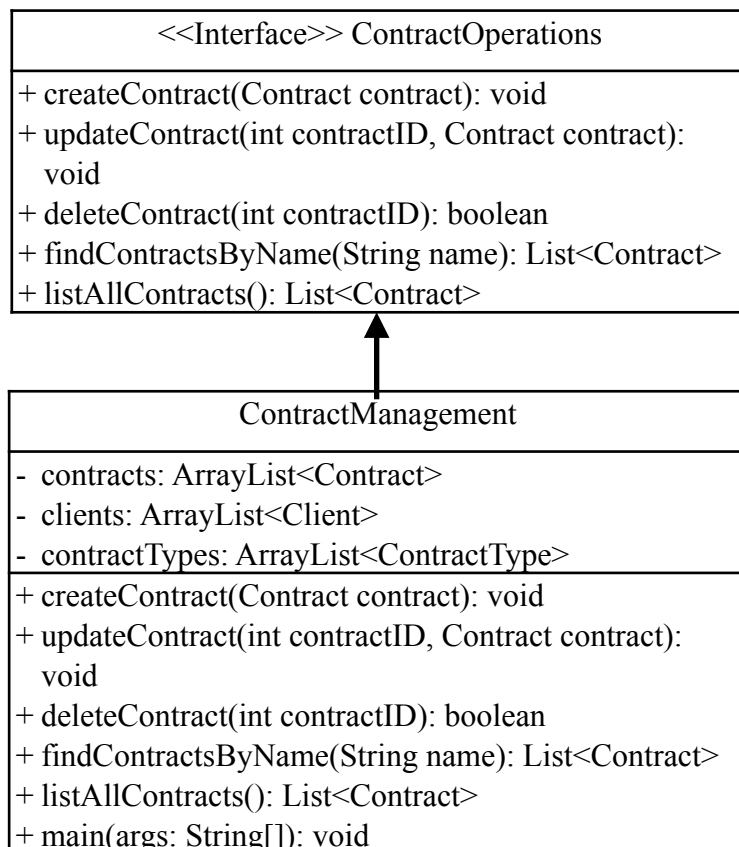 <<Interface>> ContractOperations
+ createContract(Contract contract): void
+ updateContract(int contractID, Contract contract):
void
+ deleteContract(int contractID): boolean
+ findContractsByName(String name): List<Contract>
+ listAllContracts(): List<Contract>
ContractManagement
- contracts: ArrayList<Contract>
- clients: ArrayList<Client>
- contractTypes: ArrayList<ContractType>
+ createContract(Contract contract): void
+ updateContract(int contractID, Contract contract):
void
+ deleteContract(int contractID): boolean
+ findContractsByName(String name): List<Contract>
+ listAllContracts(): List<Contract>
+ main(args: String[]): void